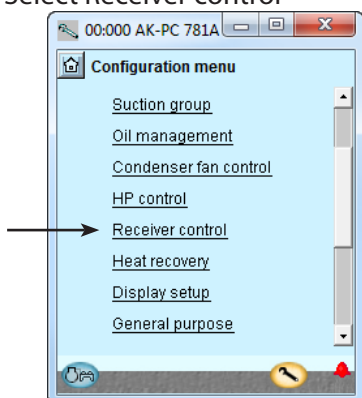 Select Receiver control
00:000 AK-PC 781A
Configuration menu
Suction group
Oil management
Condenser fan control
HP control
Receiver control
Heat recovery
Display setup
General purpose